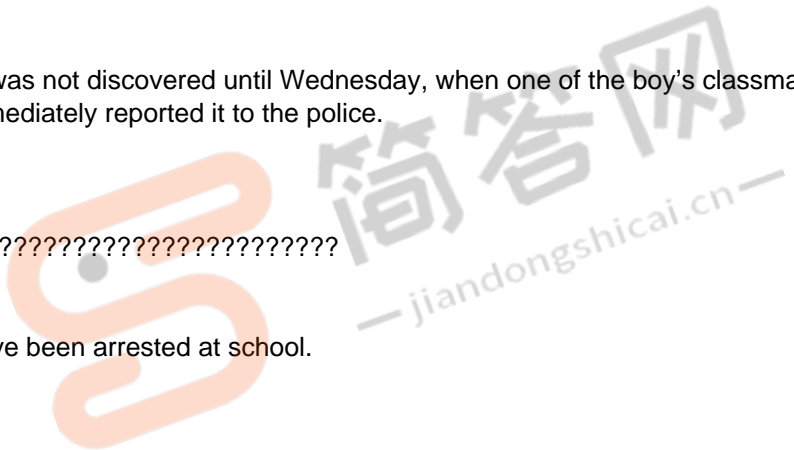 was not discovered until Wednesday, when one of the boy's classma
nediately reported it to the police.
简答网
jiandongshicai.cn
???????????????????????
ve been arrested at school.